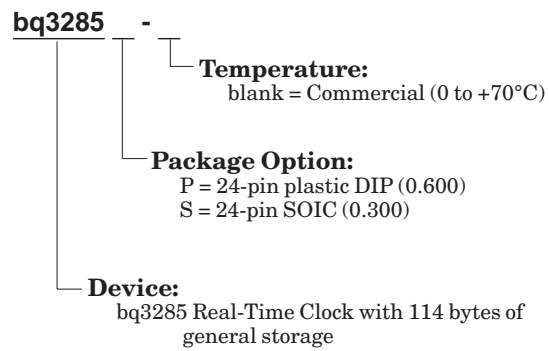 bq3285 _ - _
Temperature:
blank = Commercial (0 to +70°C)
Package Option:
P = 24-pin plastic DIP (0.600)
S = 24-pin SOIC (0.300)
Device:
bq3285 Real-Time Clock with 114 bytes of
general storage